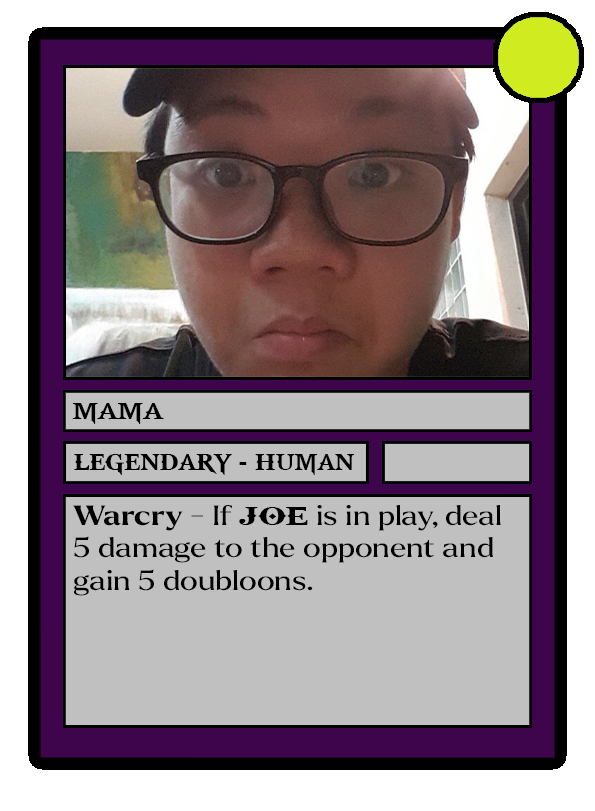 MAMA
LEGENDARY - HUMAN
Warcry – If JOE is in play, deal
5 damage to the opponent and
gain 5 doubloons.